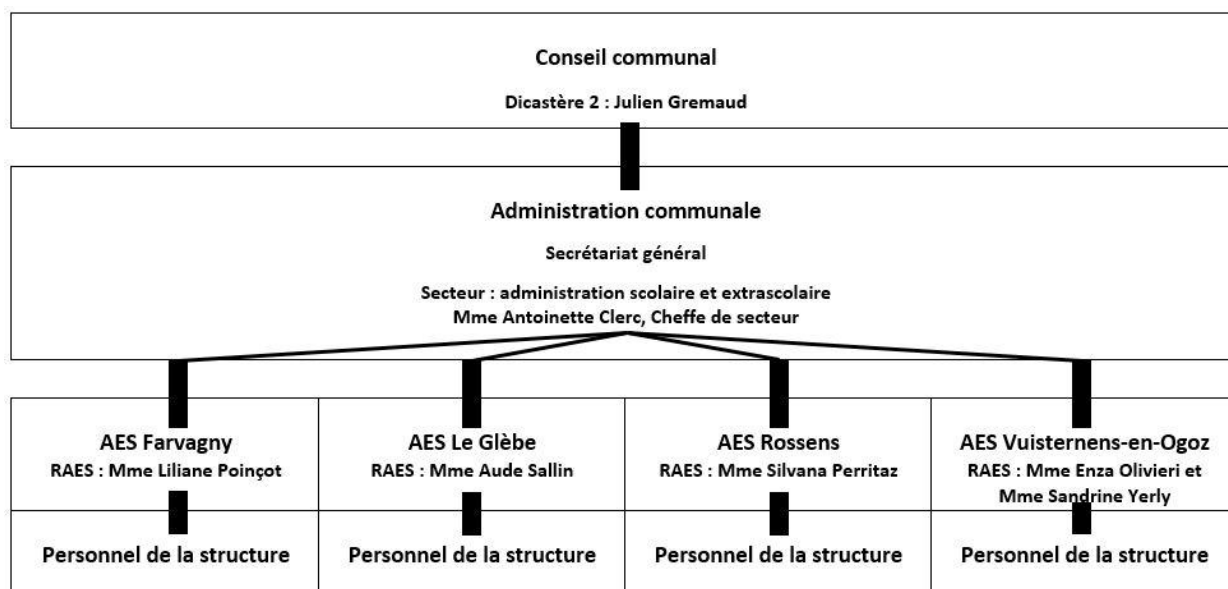 Conseil communal
Dicastère 2 : Julien Gremaud
Administration communale
Secrétariat général
Secteur : administration scolaire et extrascolaire
Mme Antoinette Clerc, Cheffe de secteur
AES Farvagny
RAES : Mme Liliane Poinçot
AES Le Glèbe
RAES : Mme Aude Sallin
AES Rossens
RAES : Mme Silvana Perritaz
AES Vuisternens-en-Ogoz
RAES : Mme Enza Olivieri et
Mme Sandrine Yerly
Personnel de la structure
Personnel de la structure
Personnel de la structure
Personnel de la structure